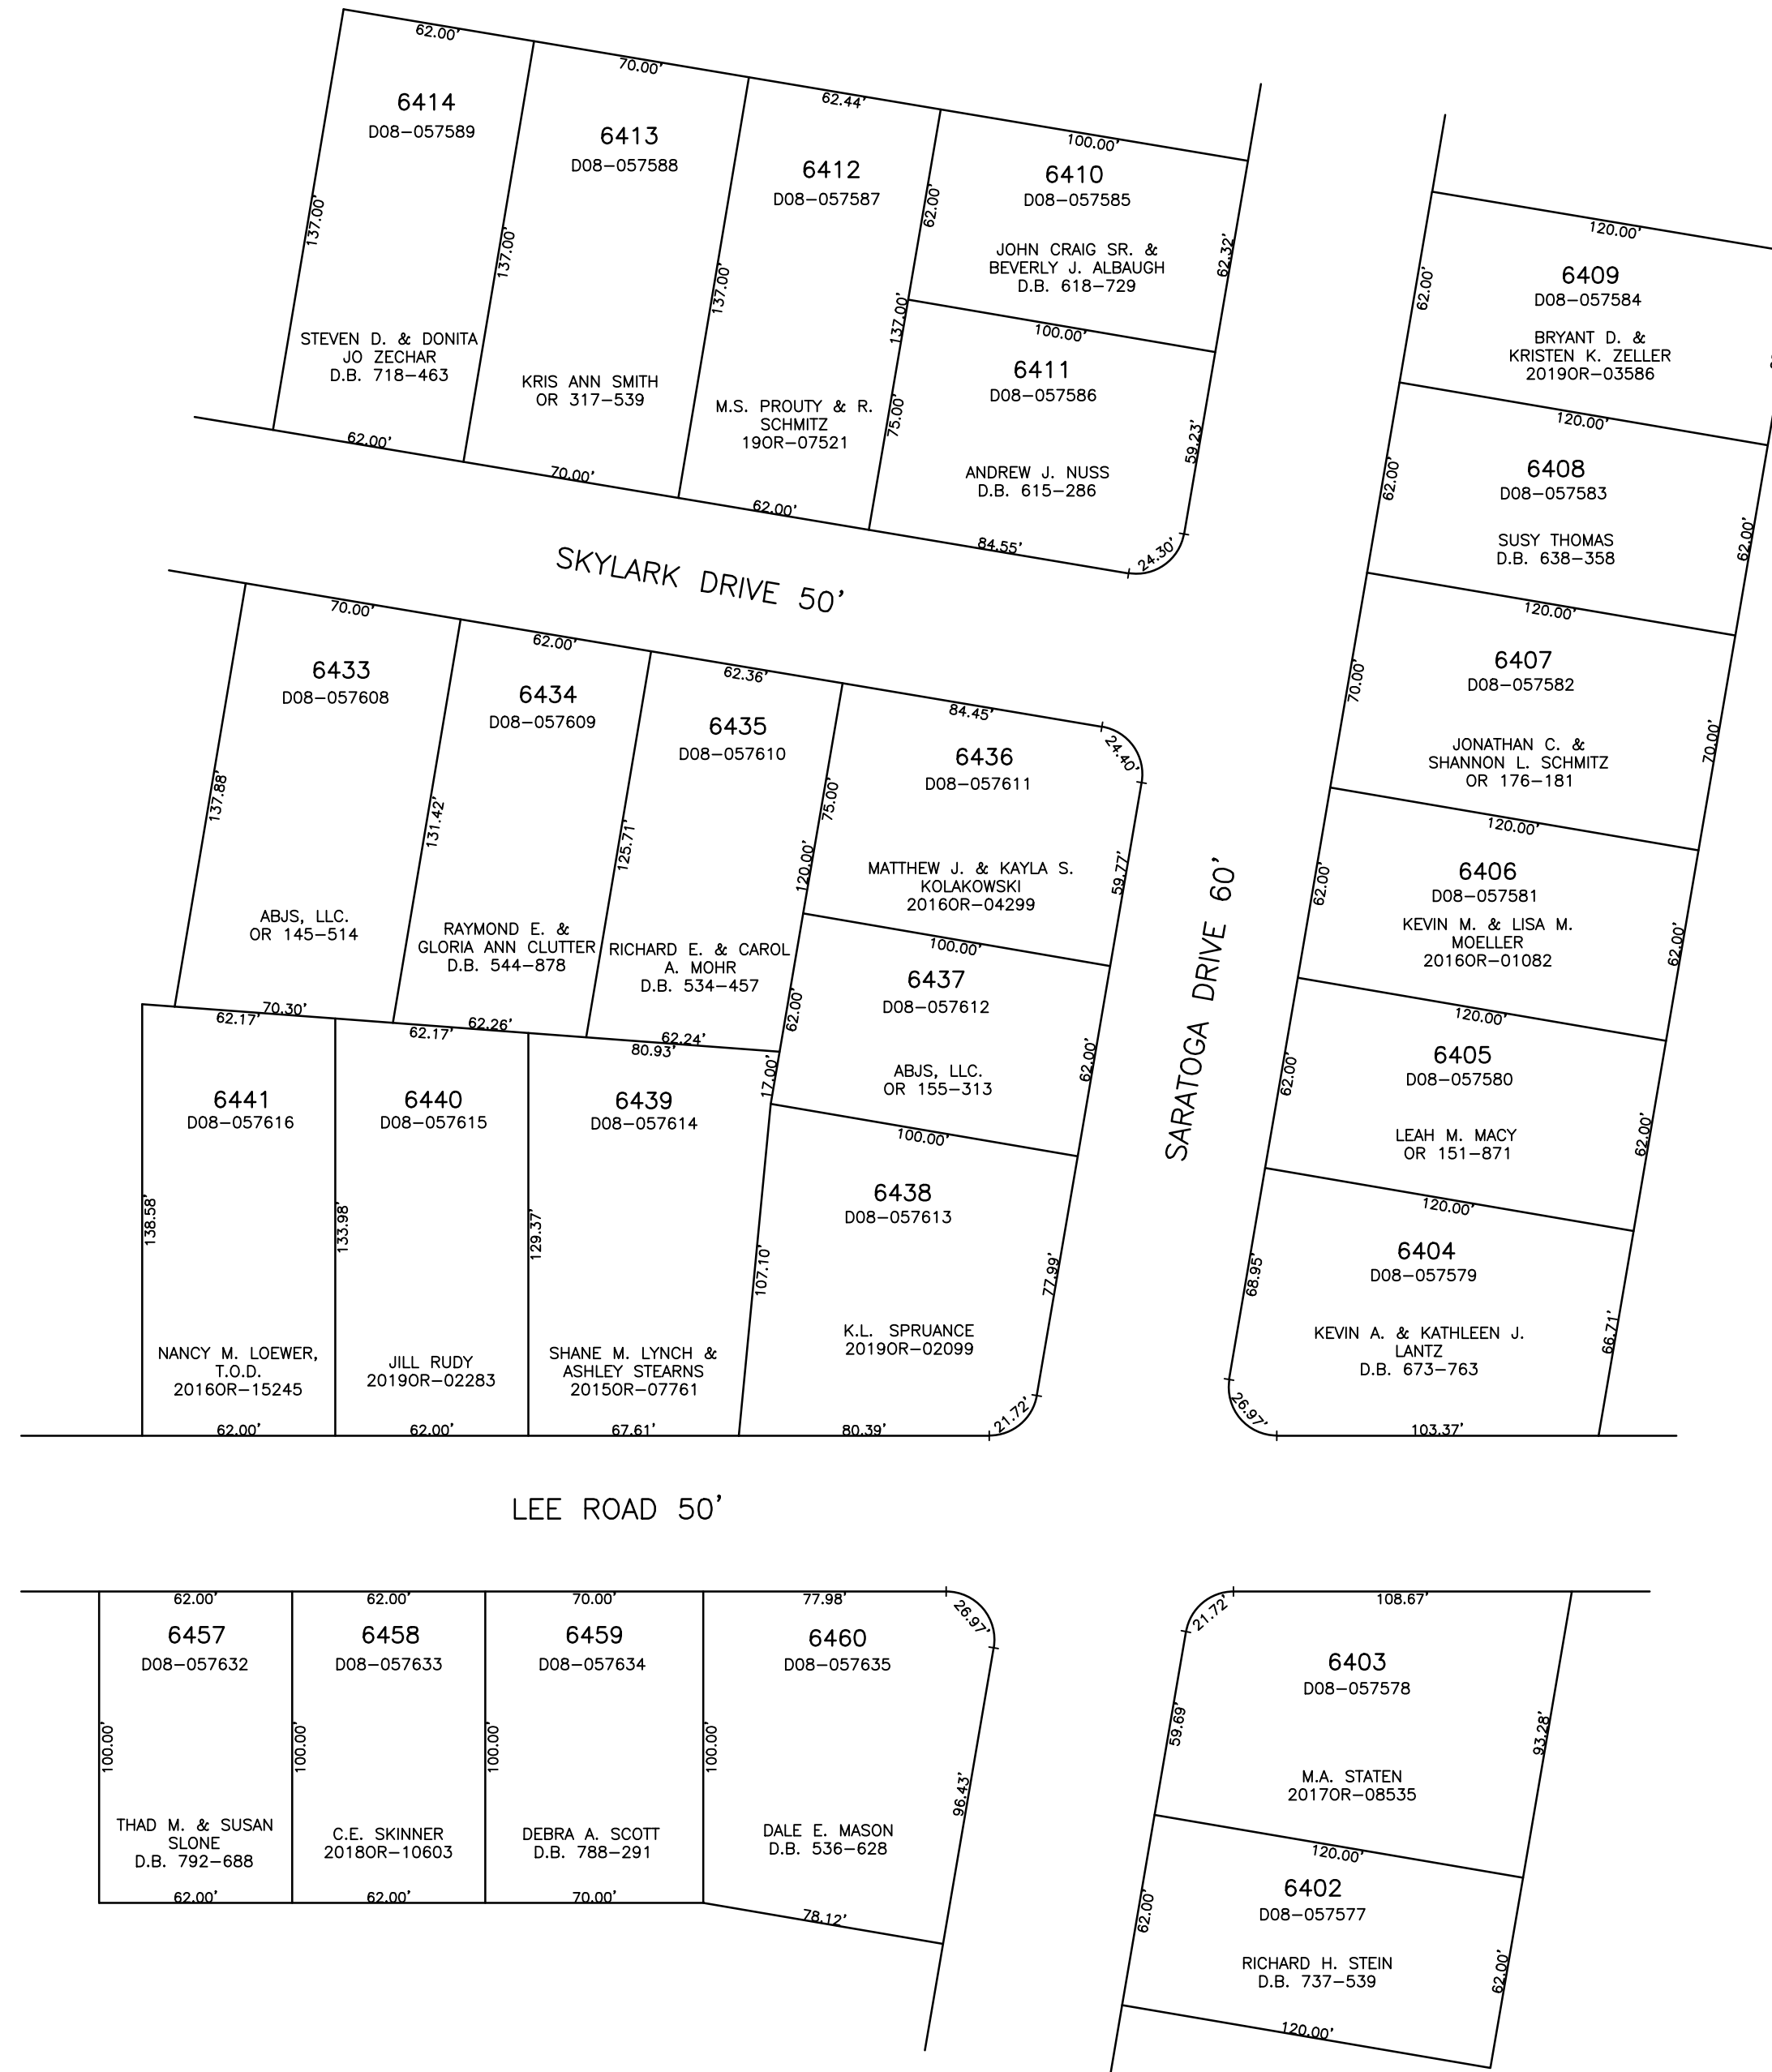 62.00'
6414
D08-057589
137.00'
STEVEN D. & DONITA
JO ZECHAR
D.B. 718-463
62.00'
70.00'
6413
D08-057588
137.00'
KRIS ANN SMITH
OR 317-539
70.00'
62.44'
6412
D08-057587
137.00'
M.S. PROUTY & R.
SCHMITZ
19OR-07521
62.00'
100.00'
6410
D08-057585
62.00'
JOHN CRAIG SR. &
BEVERLY J. ALBAUGH
D.B. 618-729
62.32'
137.00'
100.00'
6411
D08-057586
75.00'
59.23'
ANDREW J. NUSS
D.B. 615-286
84.55'
24.30'
120.00'
6409
D08-057584
62.00'
BRYANT D. &
KRISTEN K. ZELLER
2019OR-03586
120.00'
6408
D08-057583
62.00'
SUSY THOMAS
D.B. 638-358
62.00'
120.00'
6407
D08-057582
70.00'
JONATHAN C. &
SHANNON L. SCHMITZ
OR 176-181
70.00'
120.00'
6406
D08-057581
62.00'
KEVIN M. & LISA M.
MOELLER
2016OR-01082
62.00'
120.00'
6405
D08-057580
62.00'
LEAH M. MACY
OR 151-871
62.00'
120.00'
6404
D08-057579
68.95'
KEVIN A. & KATHLEEN J.
LANTZ
D.B. 673-763
66.71'
26.97'
103.37'
SKYLARK DRIVE 50'
SARATOGA DRIVE 60'
70.00'
6433
D08-057608
137.88'
ABJS, LLC.
OR 145-514
70.30'
62.00'
6434
D08-057609
131.42'
RAYMOND E. &
GLORIA ANN CLUTTER
D.B. 544-878
62.26'
62.36'
6435
D08-057610
125.71'
RICHARD E. & CAROL
A. MOHR
D.B. 534-457
62.24'
84.45'
24.40'
6436
D08-057611
75.00'
120.00'
59.77'
MATTHEW J. & KAYLA S.
KOLAKOWSKI
2016OR-04299
100.00'
6437
D08-057612
62.00'
17.00'
62.00'
ABJS, LLC.
OR 155-313
100.00'
6438
D08-057613
107.10'
77.99'
K.L. SPRUANCE
2019OR-02099
80.39'
21.72'
62.17'
6441
D08-057616
138.58'
NANCY M. LOEWER,
T.O.D.
2016OR-15245
62.00'
62.17'
6440
D08-057615
133.98'
JILL RUDY
2019OR-02283
62.00'
80.93'
6439
D08-057614
129.37'
SHANE M. LYNCH &
ASHLEY STEARNS
2015OR-07761
67.61'
LEE ROAD 50'
62.00'
6457
D08-057632
100.00'
THAD M. & SUSAN
SLONE
D.B. 792-688
62.00'
62.00'
6458
D08-057633
100.00'
C.E. SKINNER
2018OR-10603
62.00'
70.00'
6459
D08-057634
100.00'
DEBRA A. SCOTT
D.B. 788-291
70.00'
77.98'
26.97'
6460
D08-057635
100.00'
DALE E. MASON
D.B. 536-628
96.43'
78.12'
21.72'
108.67'
6403
D08-057578
59.69'
93.28'
M.A. STATEN
2017OR-08535
120.00'
6402
D08-057577
62.00'
RICHARD H. STEIN
D.B. 737-539
62.00'
120.00'